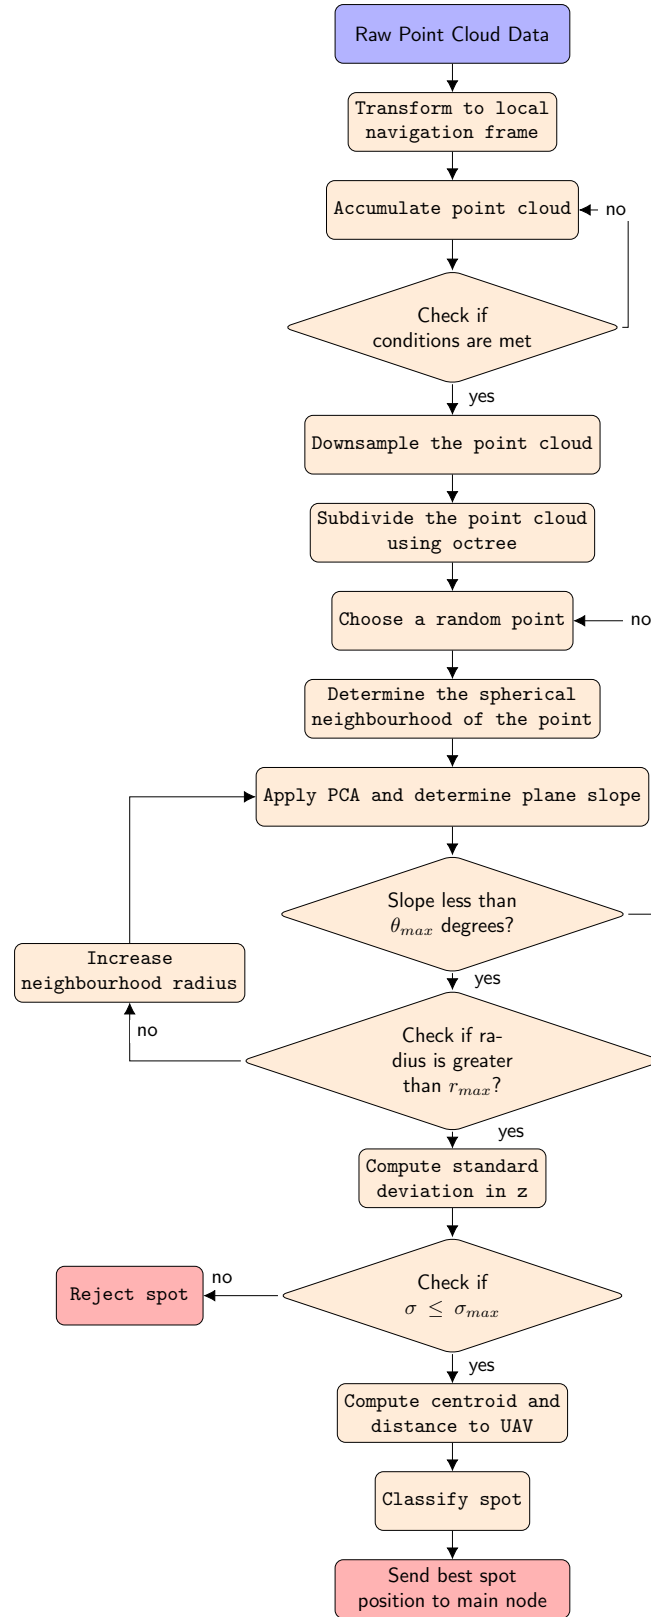 Raw Point Cloud Data
Transform to local
navigation frame
Accumulate point cloud
no
Check if
conditions are met
yes
Downsample the point cloud
Subdivide the point cloud
using octree
Choose a random point
no
Determine the spherical
neighbourhood of the point
Apply PCA and determine plane slope
Slope less than
θmax degrees?
yes
Increase
neighbourhood radius
no
Check if ra-
dius is greater
than rmax?
yes
Compute standard
deviation in z
Reject spot
no
Check if
σ ≤ σmax
yes
Compute centroid and
distance to UAV
Classify spot
Send best spot
position to main node